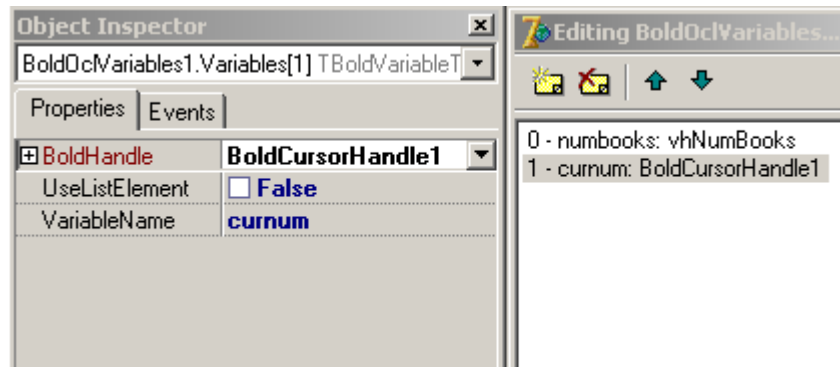 Object Inspector
BoldOclVariables1.Variables[1] TBoldVariableT
Properties
Events
BoldHandle BoldCursorHandle1
UseListElement False
VariableName curnum
Editing BoldOclVariables...
0 - numbooks: vhNumBooks
1 - curnum: BoldCursorHandle1